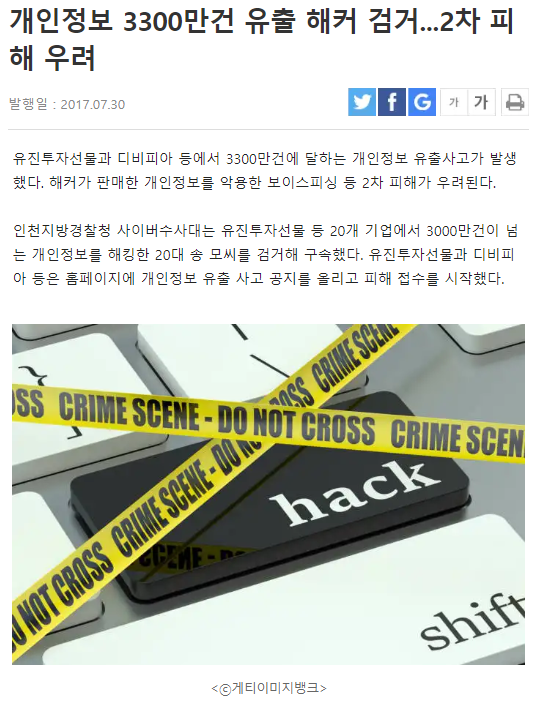 개인정보 3300만건 유출 해커 검거...2차 피
해 우려
발행일 : 2017.07.30
f G 가 가
유진투자선물과 디비피아 등에서 3300만건에 달하는 개인정보 유출사고가 발생
했다. 해커가 판매한 개인정보를 악용한 보이스피싱 등 2차 피해가 우려된다.
인천지방경찰청 사이버수사대는 유진투자선물 등 20개 기업에서 3000만건이 넘
는 개인정보를 해킹한 20대 송 모씨를 검거해 구속했다. 유진투자선물과 디비피
아 등은 홈페이지에 개인정보 유출 사고 공지를 올리고 피해 접수를 시작했다.
CRIME SCENE
OSS CRIME SCENE - DO NOT CROSS CRIME SCEN
DO NOT CROSS CRIME SCENE - DO NO
hack
SCENE - DO
shift
<ⓒ게티이미지뱅크>